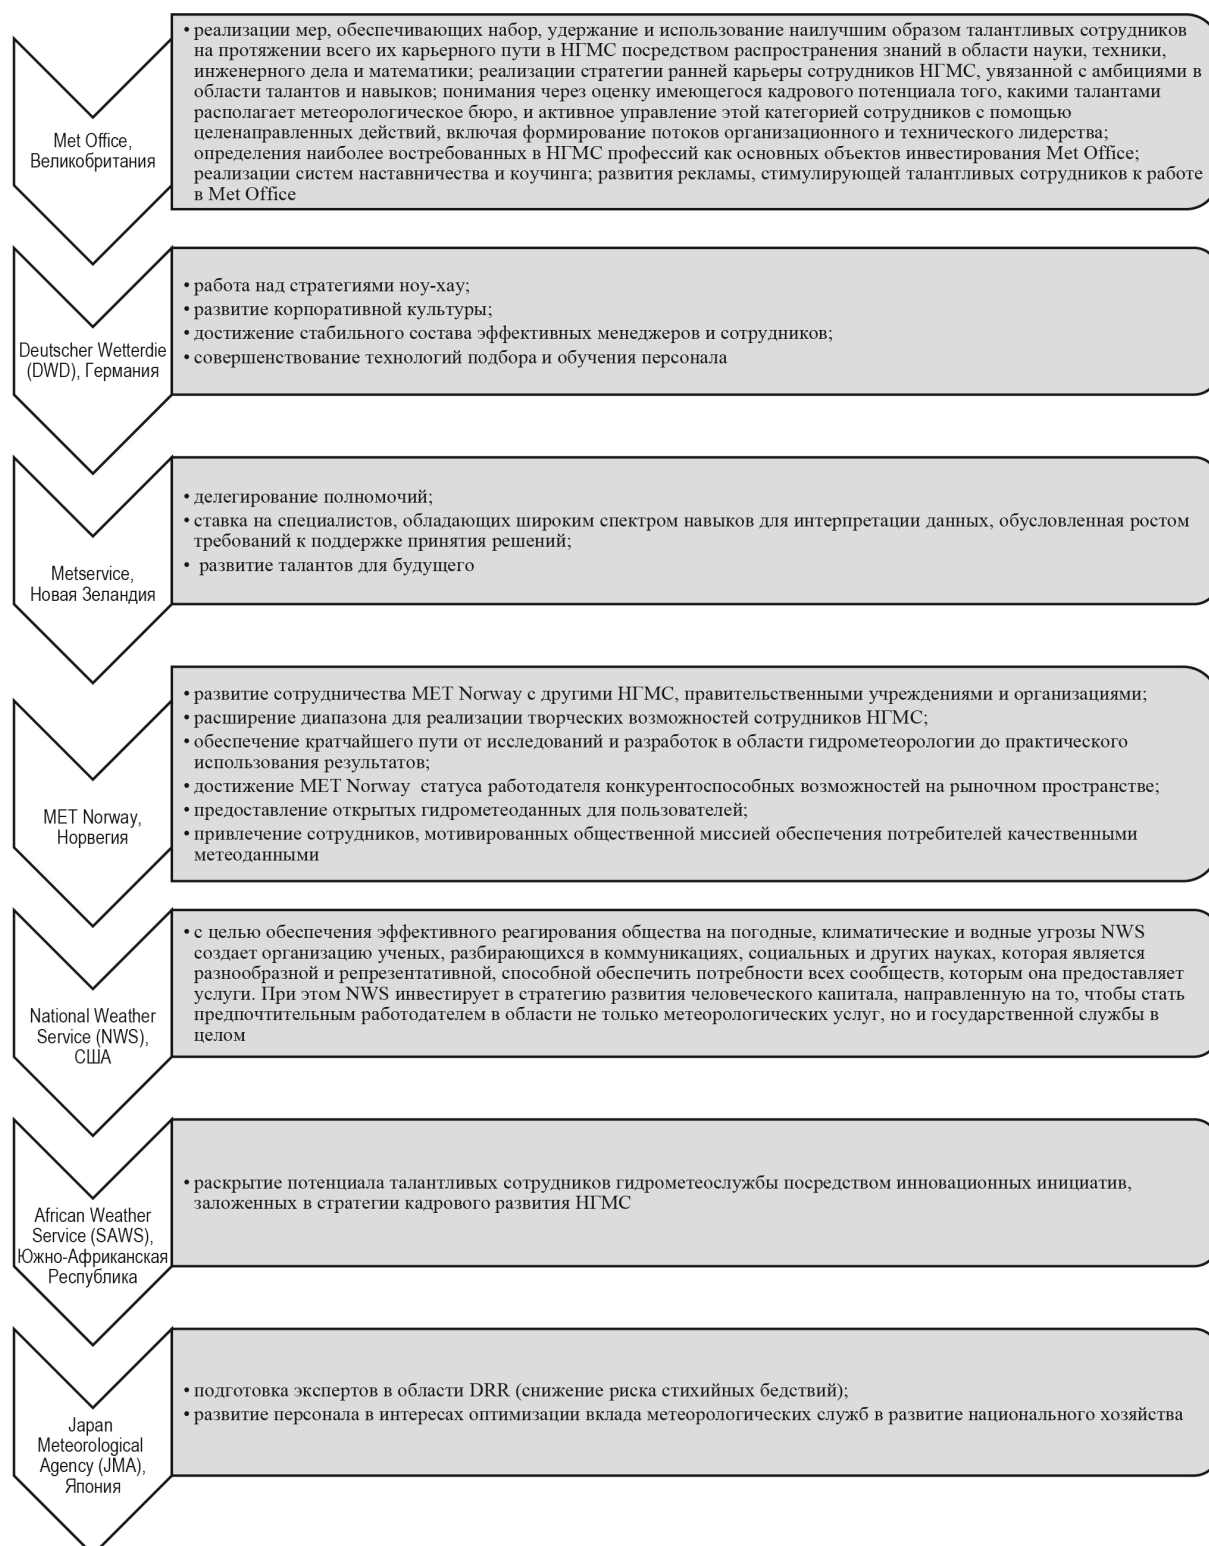 • реализации мер, обеспечивающих набор, удержание и использование наилучшим образом талантливых сотрудников
на протяжении всего их карьерного пути в НГМС посредством распространения знаний в области науки, техники,
инженерного дела и математики; реализации стратегии ранней карьеры сотрудников НГМС, увязанной с амбициями в
области талантов и навыков; понимания через оценку имеющегося кадрового потенциала того, какими талантами
располагает метеорологическое бюро, и активное управление этой категорией сотрудников с помощью
целенаправленных действий, включая формирование потоков организационного и технического лидерства;
определения наиболее востребованных в НГМС профессий как основных объектов инвестирования Met Office;
реализации систем наставничества и коучинга; развития рекламы, стимулирующей талантливых сотрудников к работе
в Met Office
Met Office,
Великобритания
• работа над стратегиями ноу-хау;
• развитие корпоративной культуры;
• достижение стабильного состава эффективных менеджеров и сотрудников;
• совершенствование технологий подбора и обучения персонала
Deutscher Wetterdie
(DWD), Германия
• делегирование полномочий;
• ставка на специалистов, обладающих широким спектром навыков для интерпретации данных, обусловленная ростом
требований к поддержке принятия решений;
• развитие талантов для будущего
Metservice,
Новая Зеландия
• развитие сотрудничества MET Norway с другими НГМС, правительственными учреждениями и организациями;
• расширение диапазона для реализации творческих возможностей сотрудников НГМС;
• обеспечение кратчайшего пути от исследований и разработок в области гидрометеорологии до практического
использования результатов;
• достижение MET Norway статуса работодателя конкурентоспособных возможностей на рыночном пространстве;
• предоставление открытых гидрометеоданных для пользователей;
• привлечение сотрудников, мотивированных общественной миссией обеспечения потребителей качественными
метеоданными
MET Norway,
Норвегия
• с целью обеспечения эффективного реагирования общества на погодные, климатические и водные угрозы NWS
создает организацию ученых, разбирающихся в коммуникациях, социальных и других науках, которая является
разнообразной и репрезентативной, способной обеспечить потребности всех сообществ, которым она предоставляет
услуги. При этом NWS инвестирует в стратегию развития человеческого капитала, направленную на то, чтобы стать
предпочтительным работодателем в области не только метеорологических услуг, но и государственной службы в
целом
National Weather
Service (NWS),
США
• раскрытие потенциала талантливых сотрудников гидрометеослужбы посредством инновационных инициатив,
заложенных в стратегии кадрового развития НГМС
African Weather
Service (SAWS),
Южно-Африканская
Республика
• подготовка экспертов в области DRR (снижение риска стихийных бедствий);
• развитие персонала в интересах оптимизации вклада метеорологических служб в развитие национального хозяйства
Japan
Meteorological
Agency (JMA),
Япония